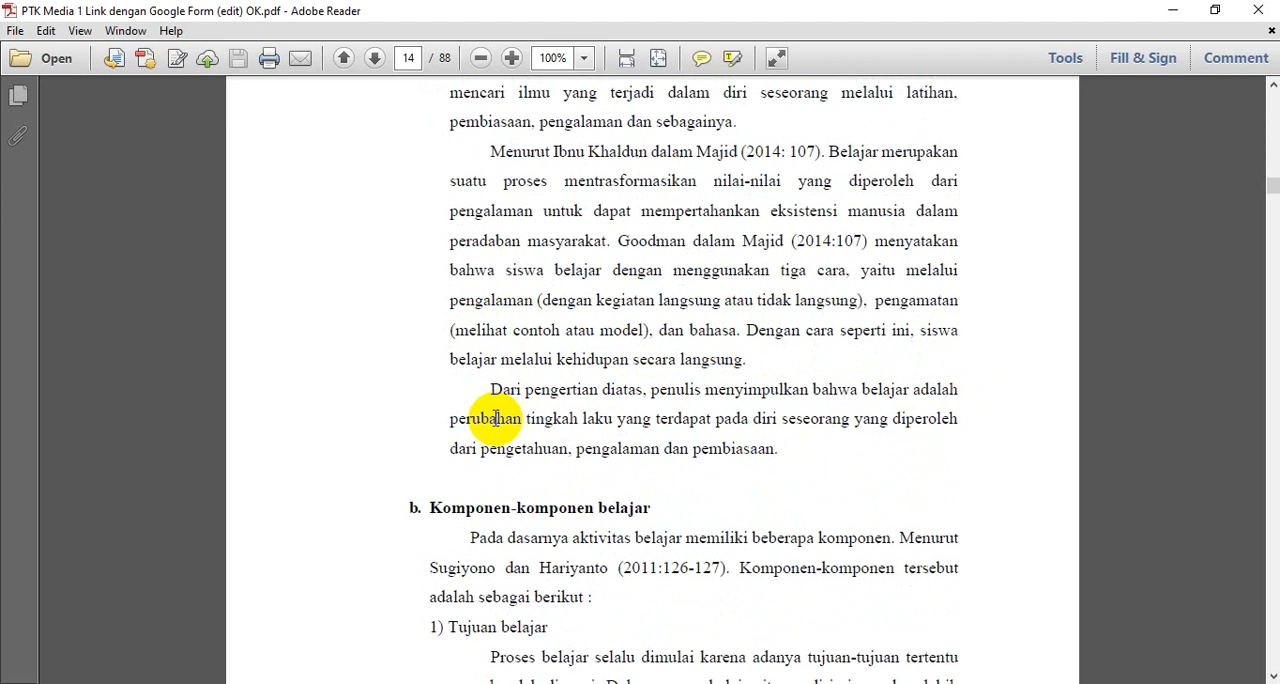 PTK Media 1 Link dengan Google Form (edit) OK.pdf - Adobe Reader
File Edit View Window Help
Open 14 / 88 100% Tools Fill & Sign Comment
mencari ilmu yang terjadi dalam diri seseorang melalui latihan,
pembiasaan, pengalaman dan sebagainya.
Menurut Ibnu Khaldun dalam Majid (2014: 107). Belajar merupakan
suatu proses mentrasformasikan nilai-nilai yang diperoleh dari
pengalaman untuk dapat mempertahankan eksistensi manusia dalam
peradaban masyarakat. Goodman dalam Majid (2014:107) menyatakan
bahwa siswa belajar dengan menggunakan tiga cara, yaitu melalui
pengalaman (dengan kegiatan langsung atau tidak langsung), pengamatan
(melihat contoh atau model), dan bahasa. Dengan cara seperti ini, siswa
belajar melalui kehidupan secara langsung.
Dari pengertian diatas, penulis menyimpulkan bahwa belajar adalah
perubahan tingkah laku yang terdapat pada diri seseorang yang diperoleh
dari pengetahuan, pengalaman dan pembiasaan.
b. Komponen-komponen belajar
Pada dasarnya aktivitas belajar memiliki beberapa komponen. Menurut
Sugiyono dan Hariyanto (2011:126-127). Komponen-komponen tersebut
adalah sebagai berikut :
1) Tujuan belajar
Proses belajar selalu dimulai karena adanya tujuan-tujuan tertentu